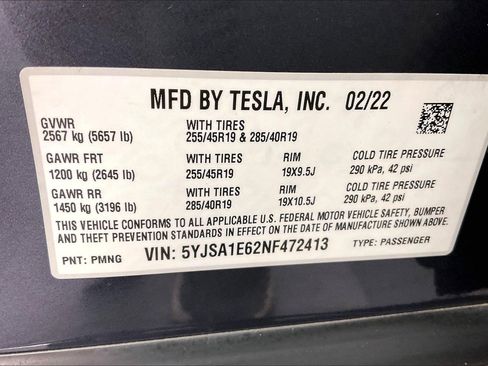 MFD BY TESLA, INC. 02/22
GVWR WITH TIRES
2567 kg (5657 lb) 255/45R19 & 285/40R19
GAWR FRT WITH TIRES RIM COLD TIRE PRESSURE
1200 kg (2645 lb) 255/45R19 19X9.5J 290 kPa, 42 psi
GAWR RR WITH TIRES RIM COLD TIRE PRESSURE
1450 kg (3196 lb) 285/40R19 19X10.5J 290 kPa, 42 psi
THIS VEHICLE CONFORMS TO ALL APPLICABLE U.S. FEDERAL MOTOR VEHICLE SAFETY, BUMPER
AND THEFT PREVENTION STANDARDS IN EFFECT ON THE DATE OF MANUFACTURE SHOWN ABOVE.
PNT: PMNG VIN: 5YJSA1E62NF472413 TYPE: PASSENGER